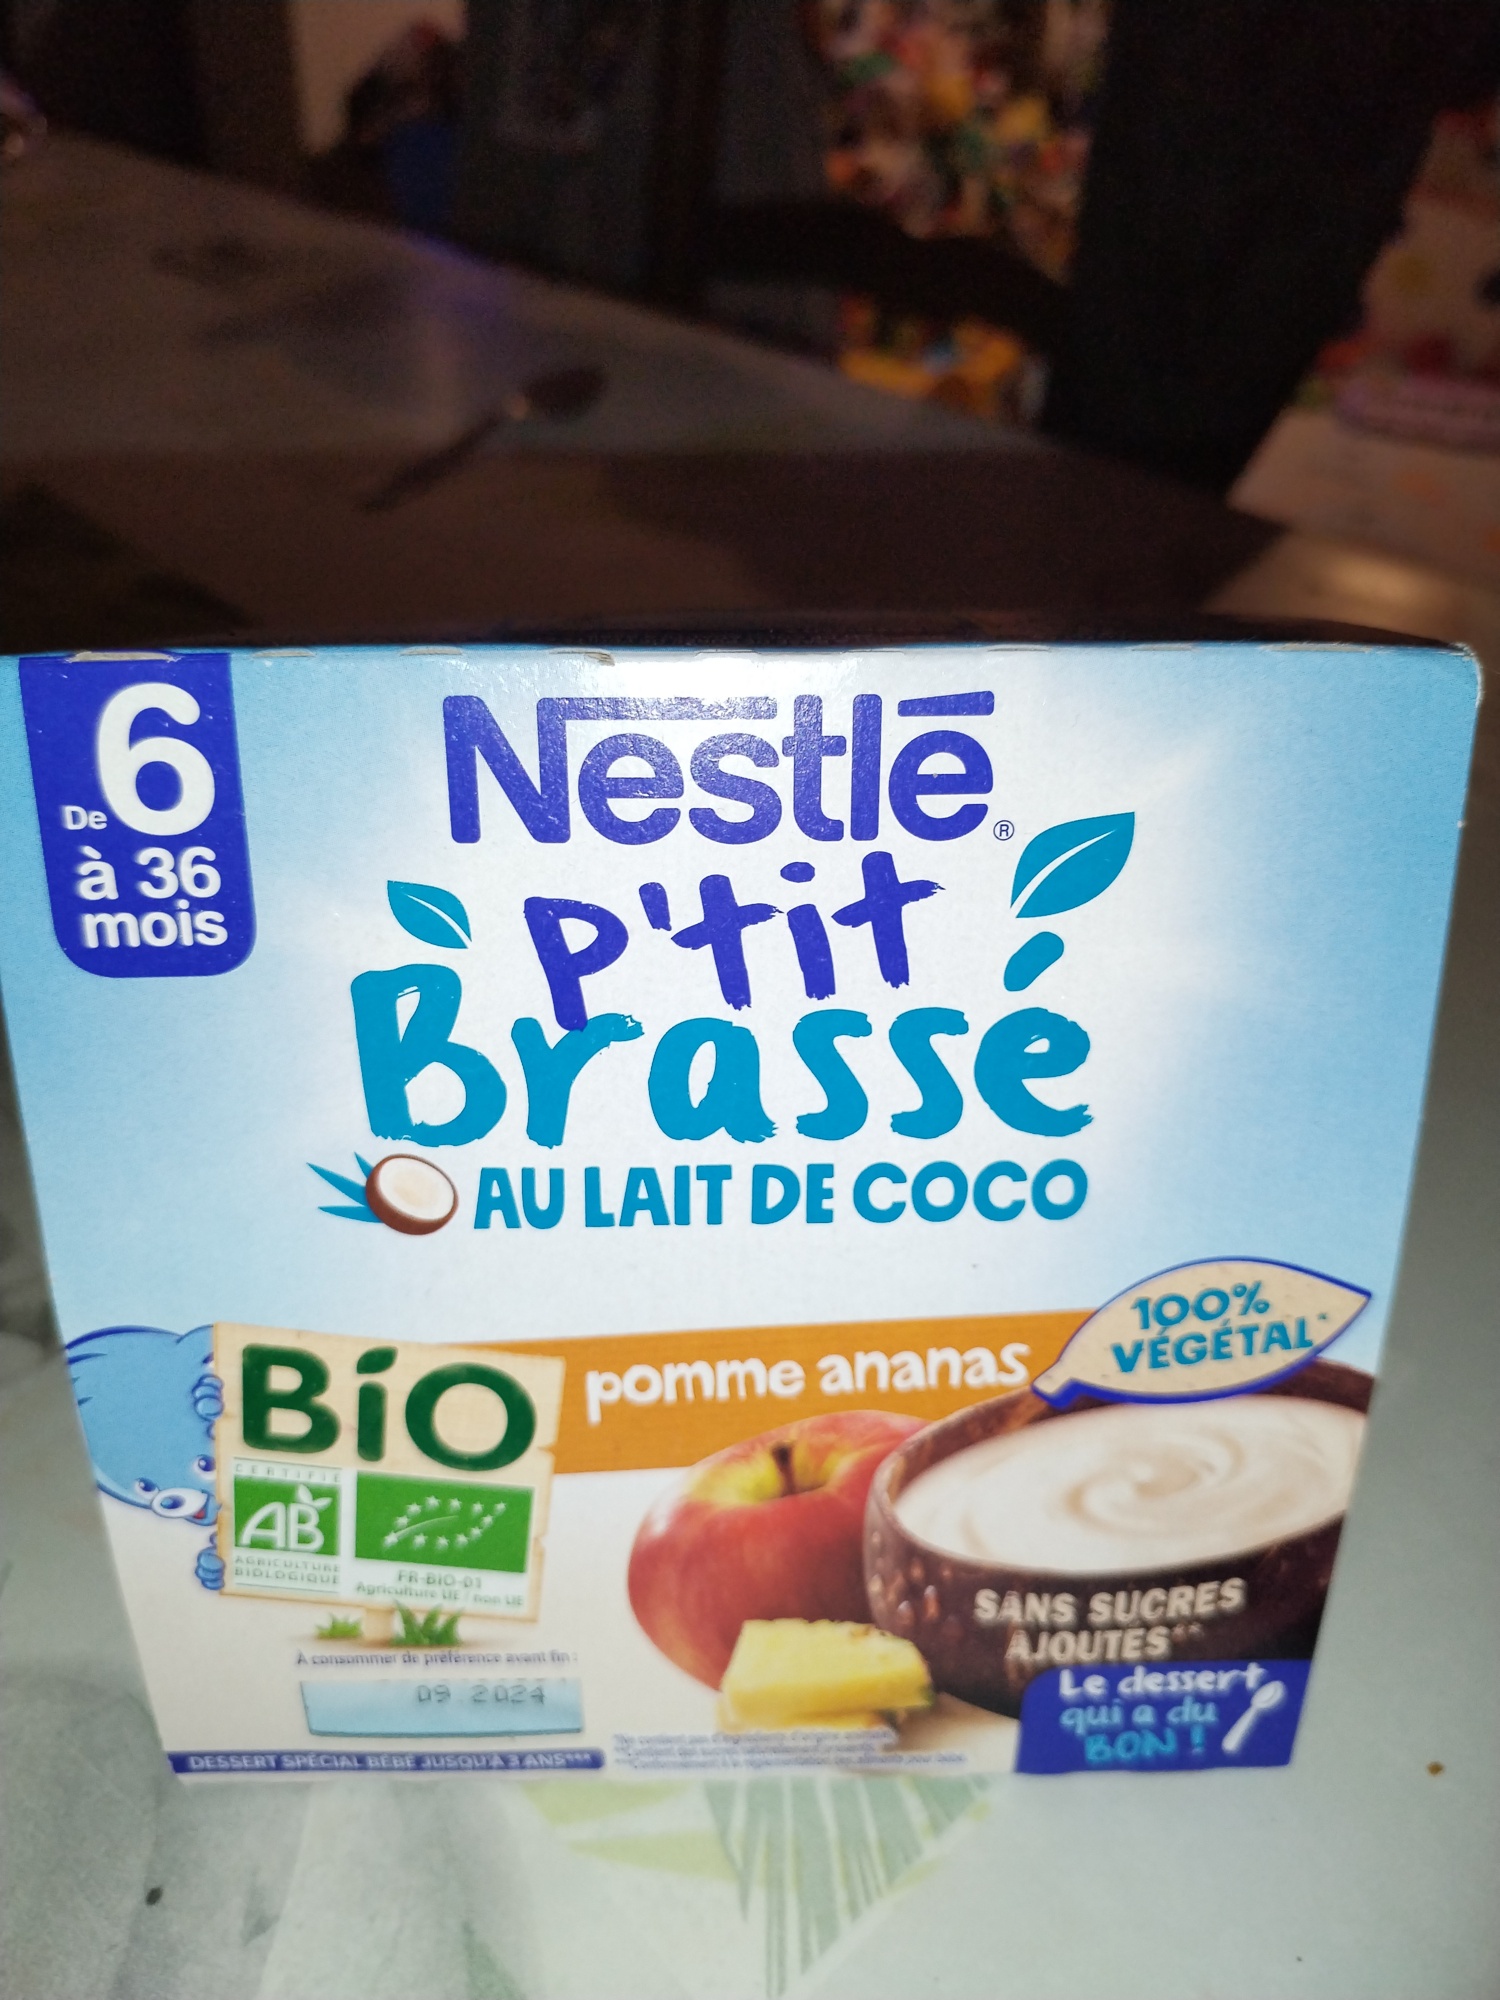 De 6
à 36
mois
Nestlē®
P'tit
Brassé
AU LAIT DE COCO
100%
VÉGÉTAL*
BiO
pomme ananas
CERTIFIÉ
AB
AGRICULTURE
BIOLOGIQUE
FR-BIO-01
Agriculture UE / non UE
SANS SUCRES
AJOUTÉS**
À consommer de préférence avant fin :
09 2024
Le dessert
qui a du
BON !
DESSERT SPÉCIAL BÉBÉ JUSQU'À 3 ANS***